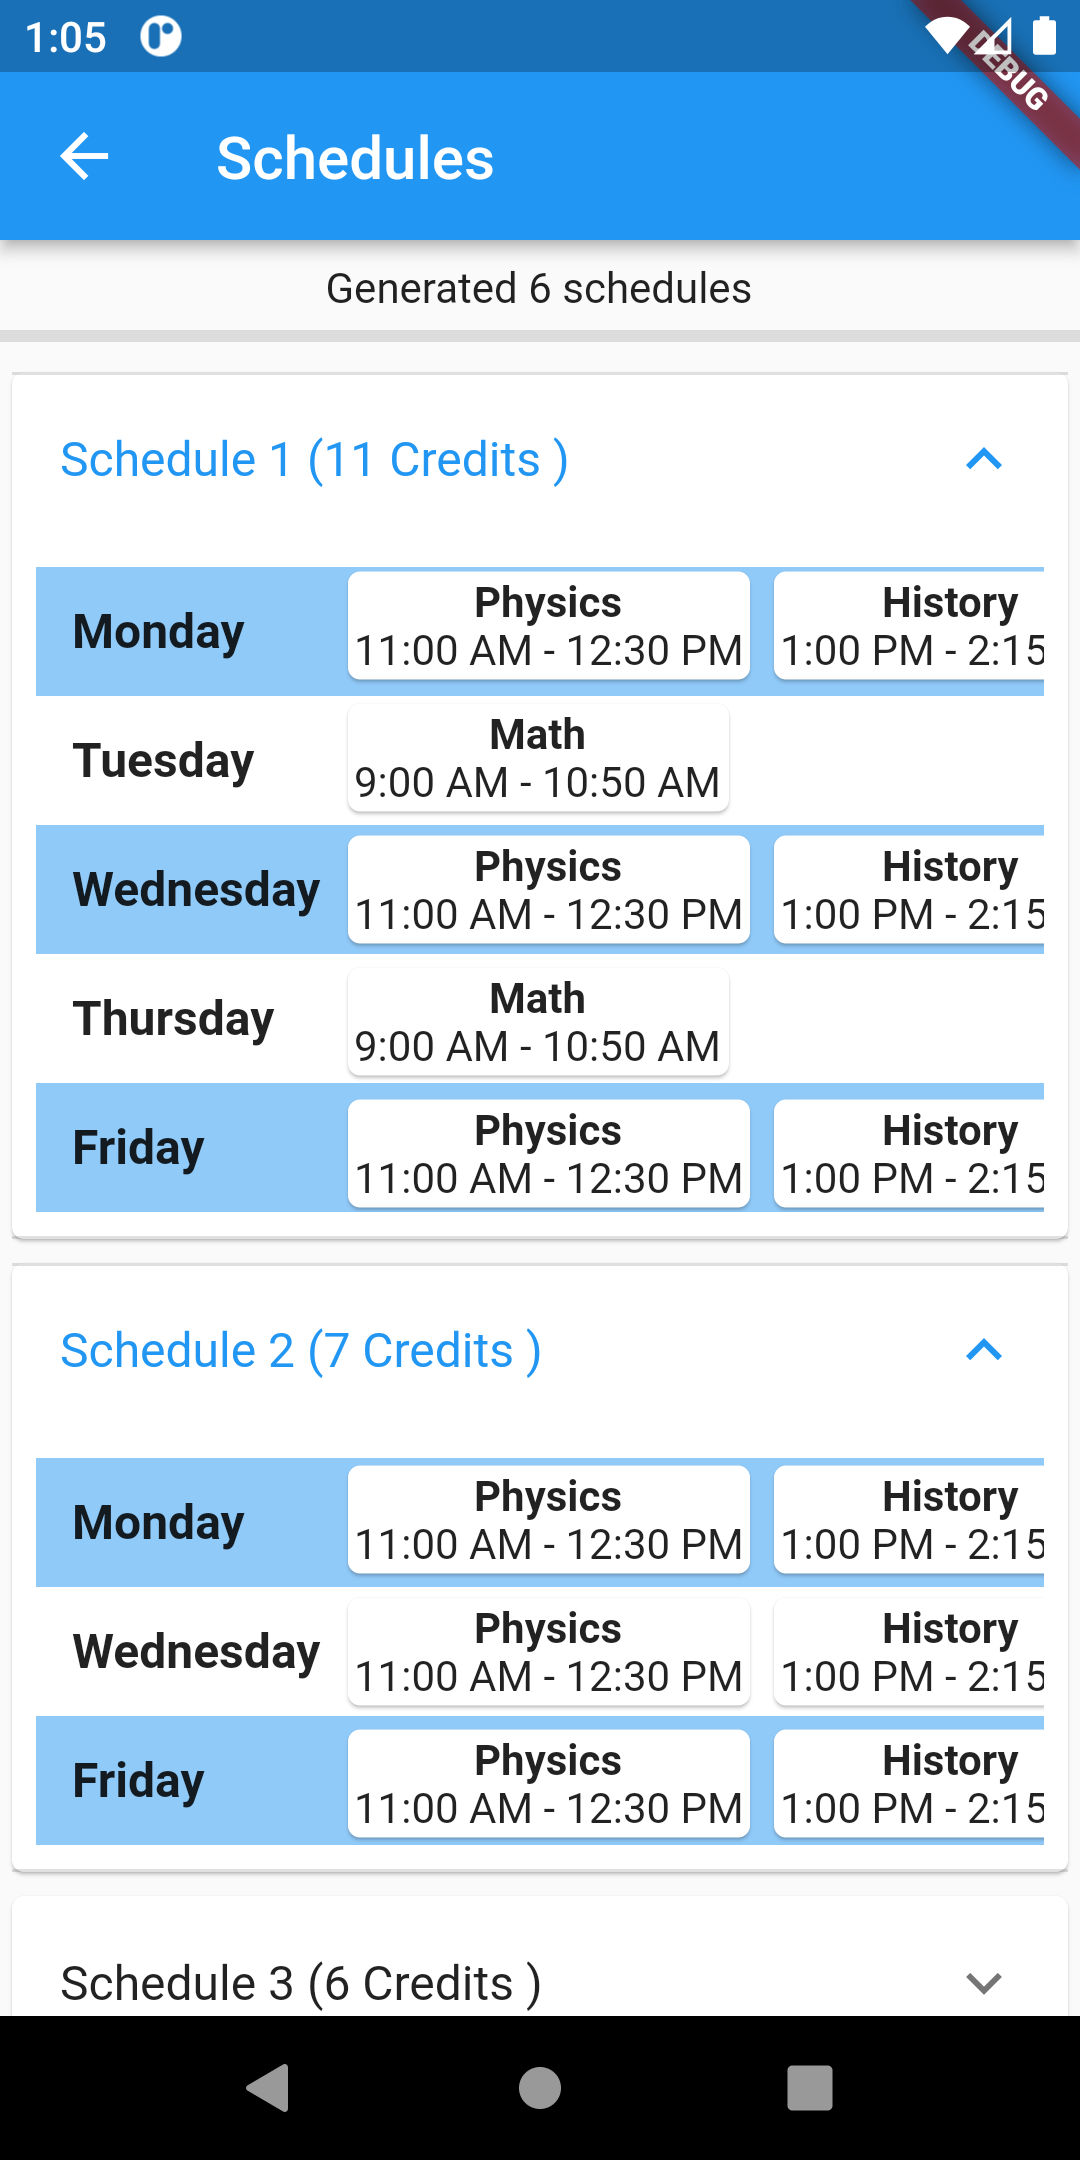 1:05
DEBUG
Schedules
Generated 6 schedules
Schedule 1 (11 Credits )
Monday
Physics
11:00 AM - 12:30 PM
History
1:00 PM - 2:15
Tuesday
Math
9:00 AM - 10:50 AM
Wednesday
Physics
11:00 AM - 12:30 PM
History
1:00 PM - 2:15
Thursday
Math
9:00 AM - 10:50 AM
Friday
Physics
11:00 AM - 12:30 PM
History
1:00 PM - 2:15
Schedule 2 (7 Credits )
Monday
Physics
11:00 AM - 12:30 PM
History
1:00 PM - 2:15
Wednesday
Physics
11:00 AM - 12:30 PM
History
1:00 PM - 2:15
Friday
Physics
11:00 AM - 12:30 PM
History
1:00 PM - 2:15
Schedule 3 (6 Credits )